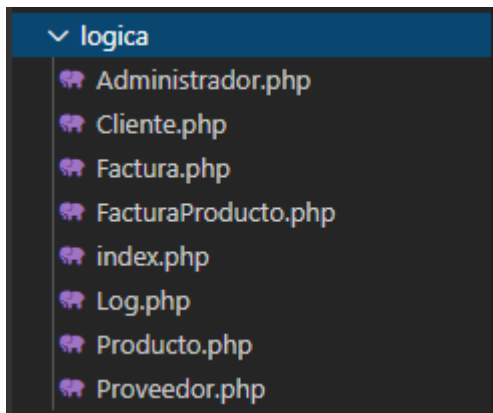 logica
Administrador.php
Cliente.php
Factura.php
FacturaProducto.php
index.php
Log.php
Producto.php
Proveedor.php